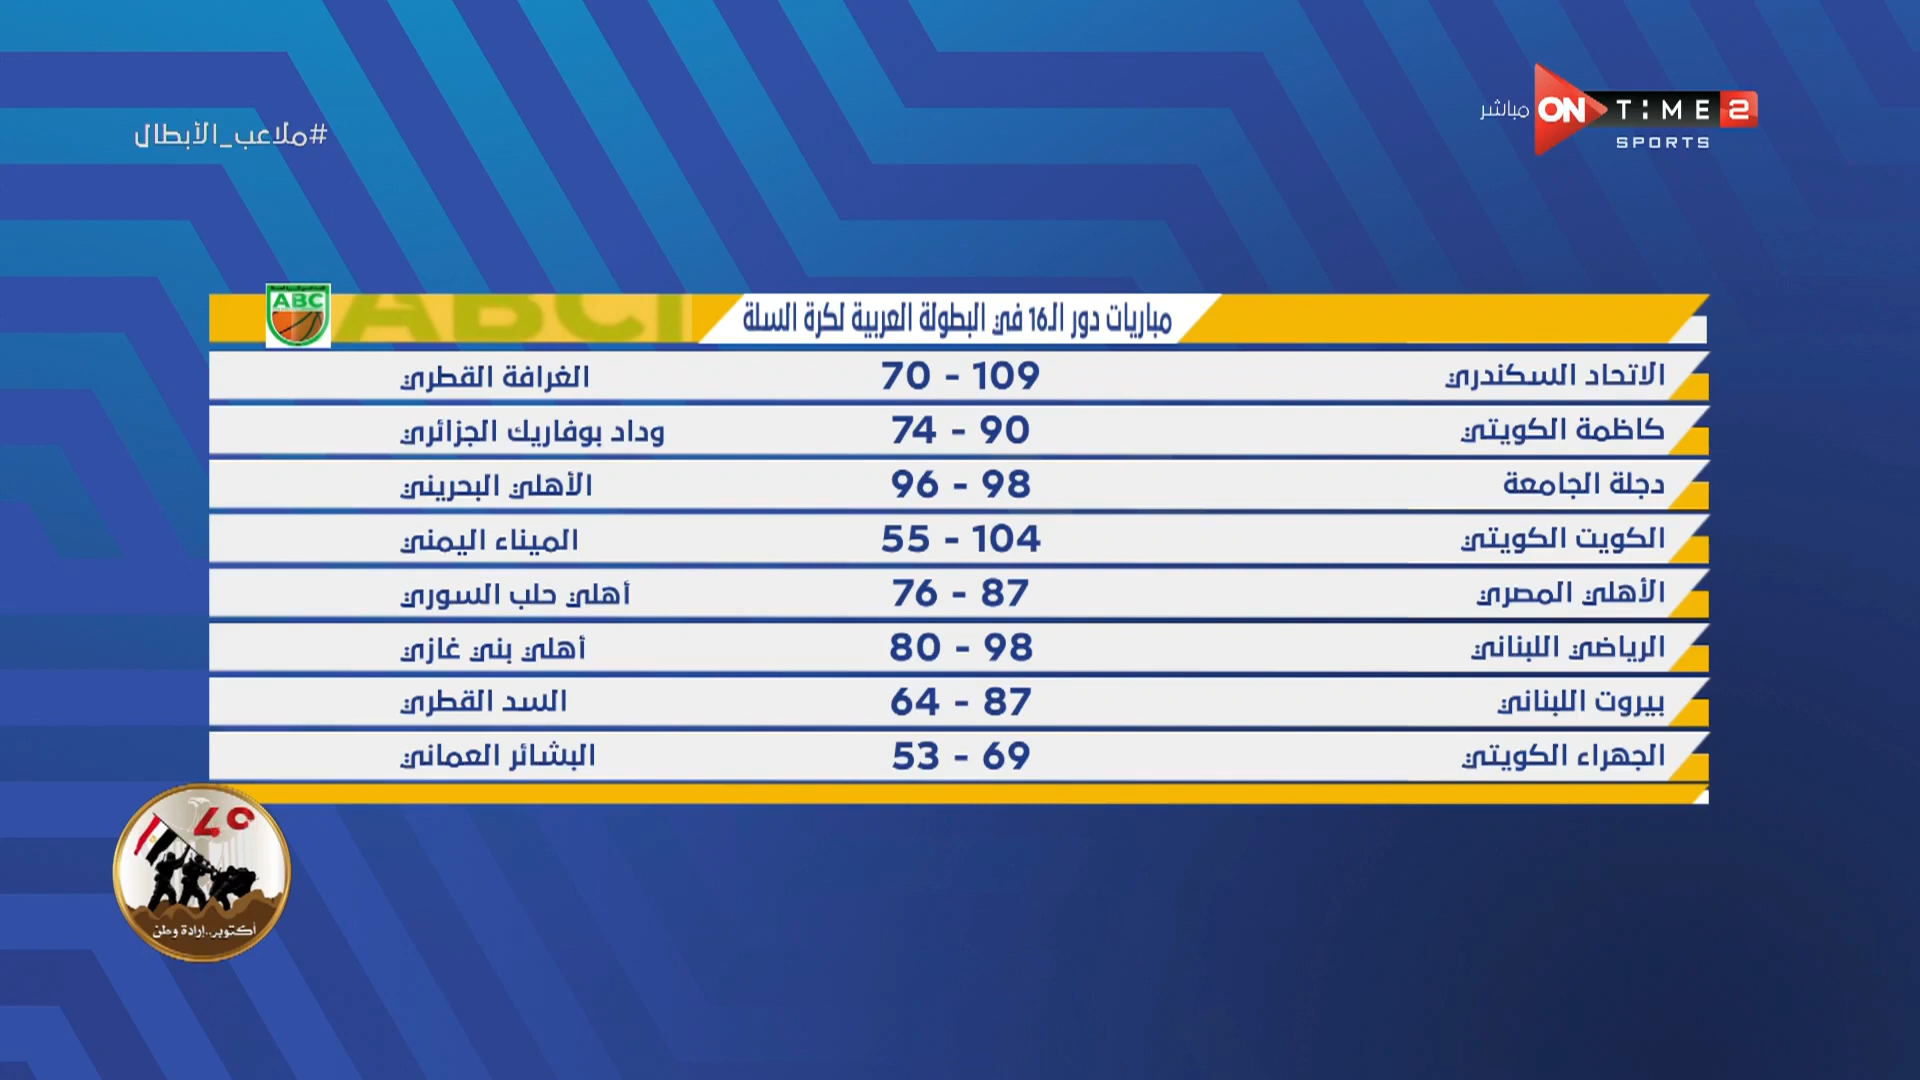 #ملاعب_الأبطال
مباشر ON TIME 2
SPORTS
ABC
مباريات دور الـ16 في البطولة العربية لكرة السلة
الاتحاد السكندري 109 - 70 الغرافة القطري
كاظمة الكويتي 90 - 74 وداد بوفاريك الجزائري
دجلة الجامعة 98 - 96 الأهلي البحريني
الكويت الكويتي 104 - 55 الميناء اليمني
الأهلي المصري 87 - 76 أهلي حلب السوري
الرياضي اللبناني 98 - 80 أهلي بني غازي
بيروت اللبناني 87 - 64 السد القطري
الجهراء الكويتي 69 - 53 البشائر العماني
أكتوبر..إرادة وطن